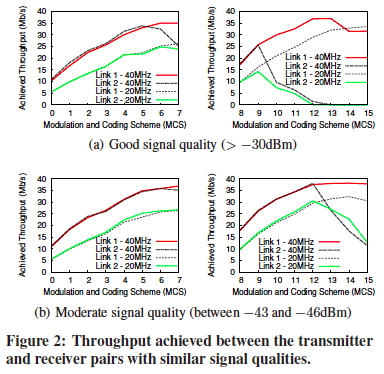 Achieved Throughput (Mb/s)
40
35
30
25
20
15
10
5
0
Link 1 - 40MHz
Link 2 - 40MHz
Link 1 - 20MHz
Link 2 - 20MHz
0 1 2 3 4 5 6 7
Modulation and Coding Scheme (MCS)
Achieved Throughput (Mb/s)
40
35
30
25
20
15
10
5
0
Link 1 - 40MHz
Link 2 - 40MHz
Link 1 - 20MHz
Link 2 - 20MHz
8 9 10 11 12 13 14 15
Modulation and Coding Scheme (MCS)
(a) Good signal quality (> −30dBm)
Achieved Throughput (Mb/s)
40
35
30
25
20
15
10
5
0
Link 1 - 40MHz
Link 2 - 40MHz
Link 1 - 20MHz
Link 2 - 20MHz
0 1 2 3 4 5 6 7
Modulation and Coding Scheme (MCS)
Achieved Throughput (Mb/s)
40
35
30
25
20
15
10
5
0
Link 1 - 40MHz
Link 2 - 40MHz
Link 1 - 20MHz
Link 2 - 20MHz
8 9 10 11 12 13 14 15
Modulation and Coding Scheme (MCS)
(b) Moderate signal quality (between −43 and −46dBm)
Figure 2: Throughput achieved between the transmitter
and receiver pairs with similar signal qualities.